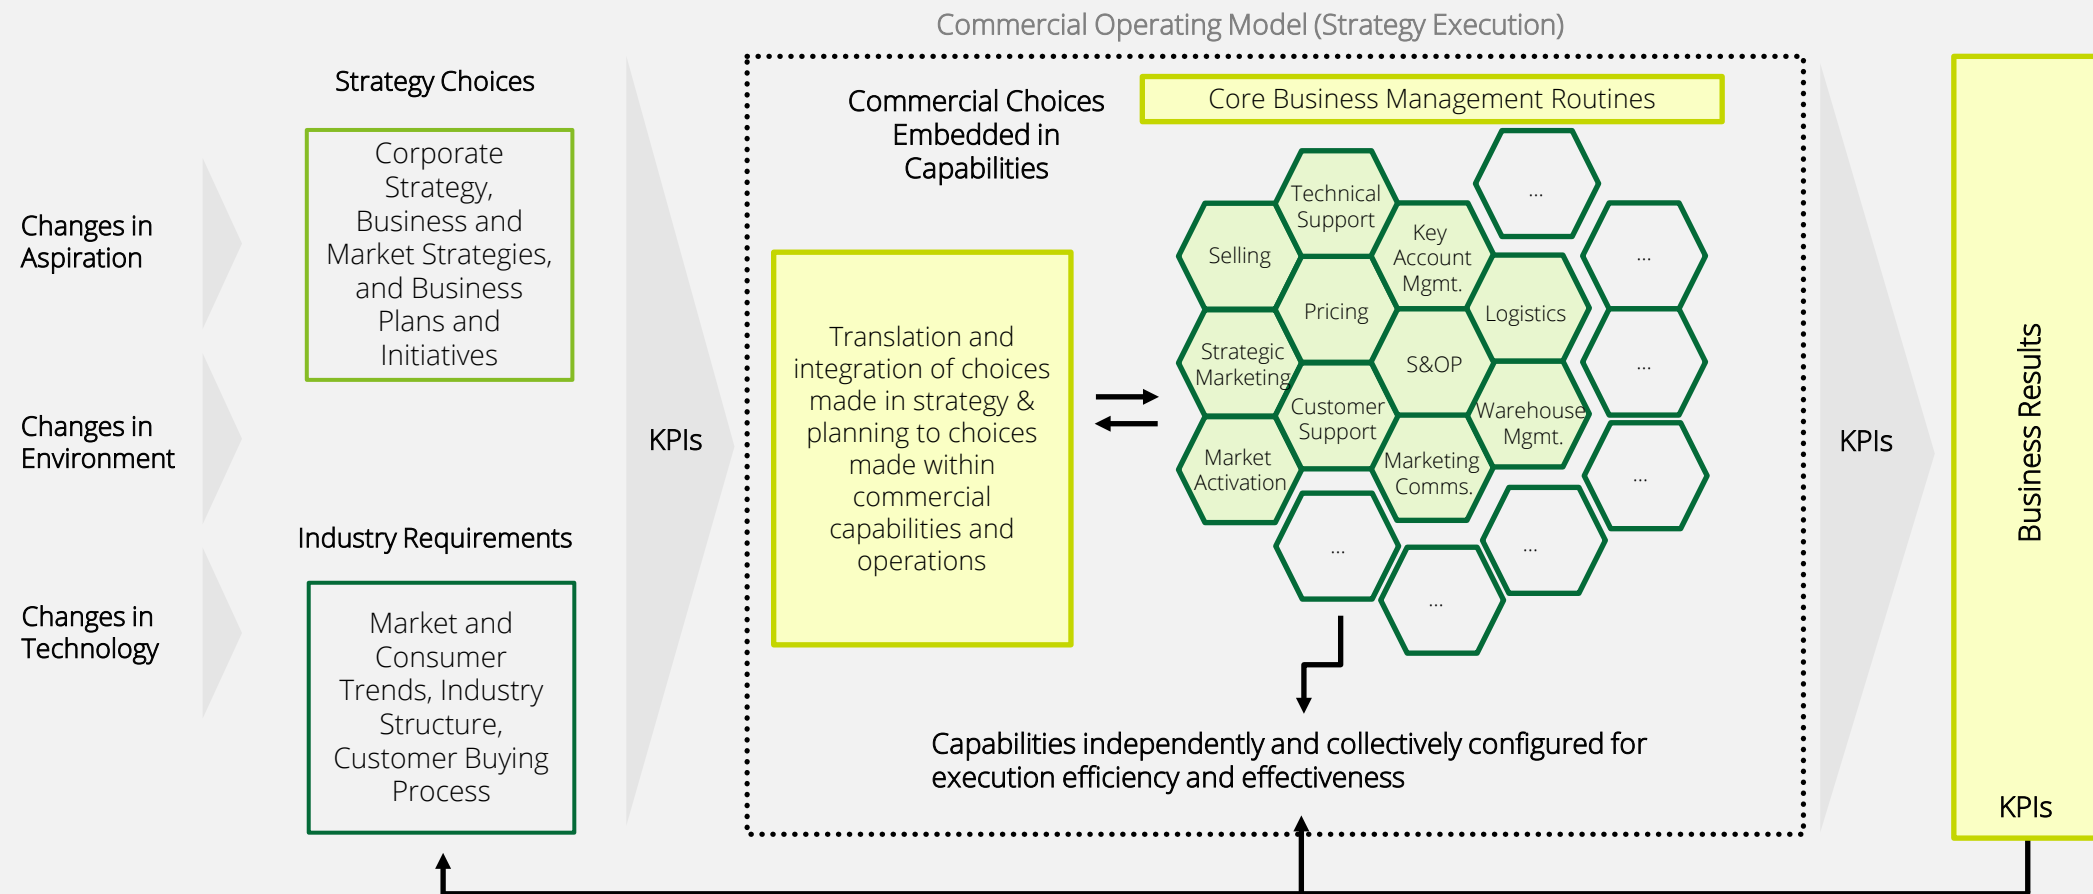 Commercial Operating Model (Strategy Execution)
Changes in
Aspiration
Changes in
Environment
Changes in
Technology
Strategy Choices
Corporate
Strategy,
Business and
Market Strategies,
and Business
Plans and
Initiatives
Industry Requirements
Market and
Consumer
Trends, Industry
Structure,
Customer Buying
Process
KPIs
Commercial Choices
Embedded in
Capabilities
Translation and
integration of choices
made in strategy &
planning to choices
made within
commercial
capabilities and
operations
Core Business Management Routines
Technical
Support
Selling
Key
Account
Mgmt.
Pricing
Logistics
Strategic
Marketing
S&OP
Customer
Support
Warehouse
Mgmt.
Market
Activation
Marketing
Comms.
...
...
...
...
...
...
...
Capabilities independently and collectively configured for
execution efficiency and effectiveness
KPIs
Business Results
KPIs